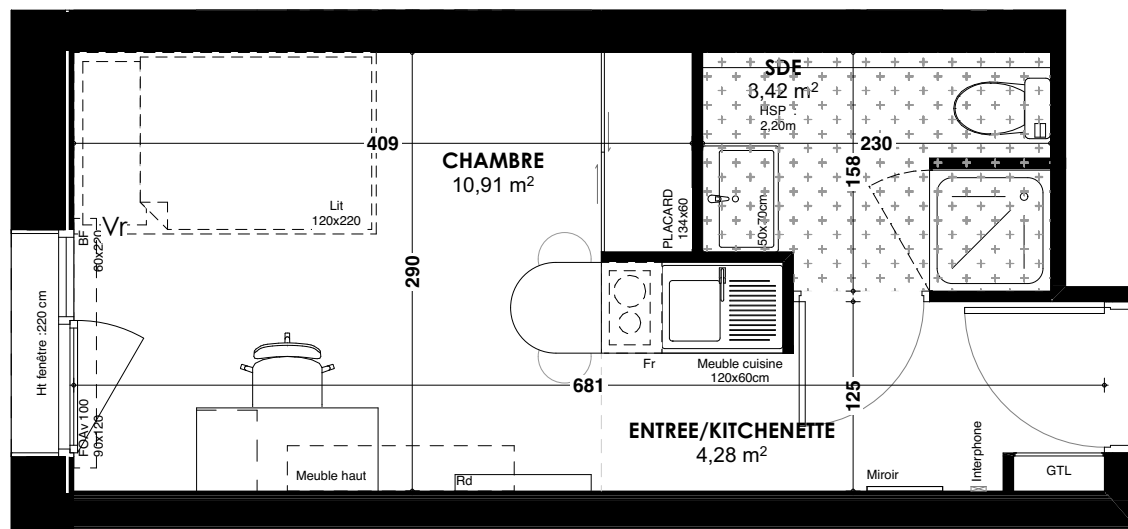 SDE
3,42 m²
HSP :
2,20m
409
CHAMBRE
10,91 m²
230
158
Lit
120x220
PLACARD
134x60
50x70cm
Vr
BF
60x220
290
Ht fenêtre :220 cm
Fr
Meuble cuisine
120x60cm
681
125
FOAv 100
90x120
ENTREE/KITCHENETTE
4,28 m²
Meuble haut
Rd
Miroir
Interphone
GTL